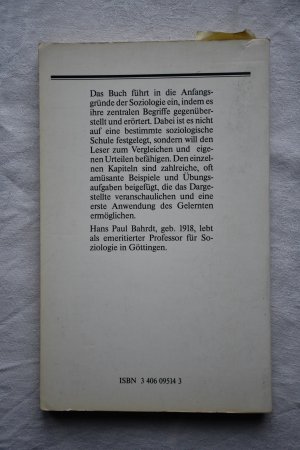 Das Buch führt in die Anfangs-
gründe der Soziologie ein, indem es
ihre zentralen Begriffe gegenüber-
stellt und erörtert. Dabei ist es nicht
auf eine bestimmte soziologische
Schule festgelegt, sondern will den
Leser zum Vergleichen und eige-
nen Urteilen befähigen. Den einzel-
nen Kapiteln sind zahlreiche, oft
amüsante Beispiele und Übungs-
aufgaben beigefügt, die das Darge-
stellte veranschaulichen und eine
erste Anwendung des Gelernten
ermöglichen.
Hans Paul Bahrdt, geb. 1918, lebt
als emeritierter Professor für So-
ziologie in Göttingen.
ISBN 3 406 09514 3